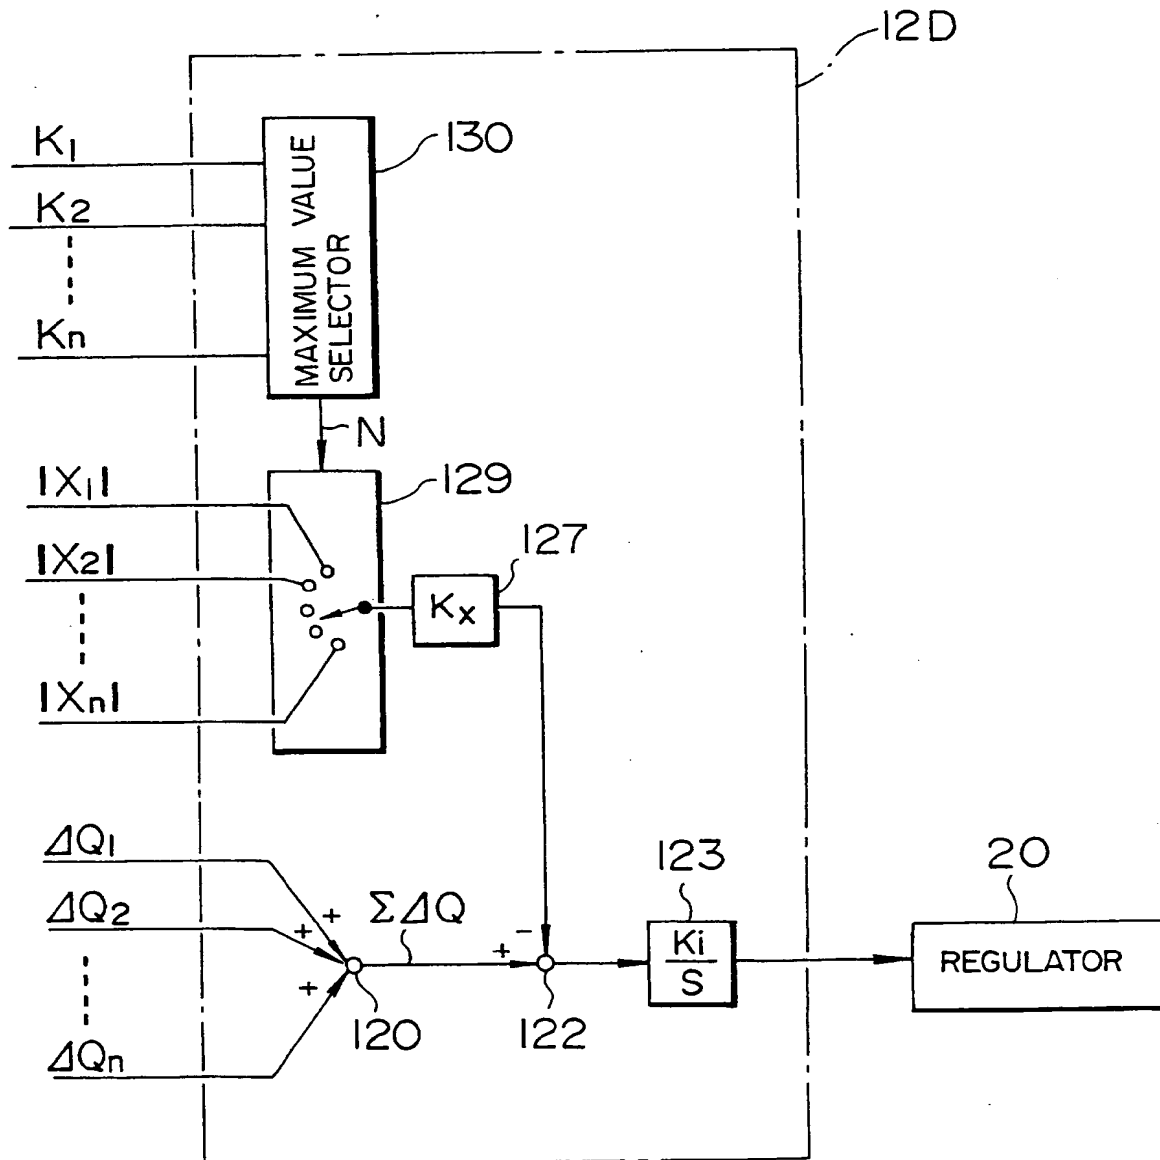 12D
130
K1
K2
Kn
MAXIMUM VALUE
SELECTOR
N
|X1|
129
|X2|
127
Kx
|Xn|
ΔQ1
ΔQ2
ΔQn
+
+
+
ΣΔQ
120
+
-
122
123
Ki
S
20
REGULATOR